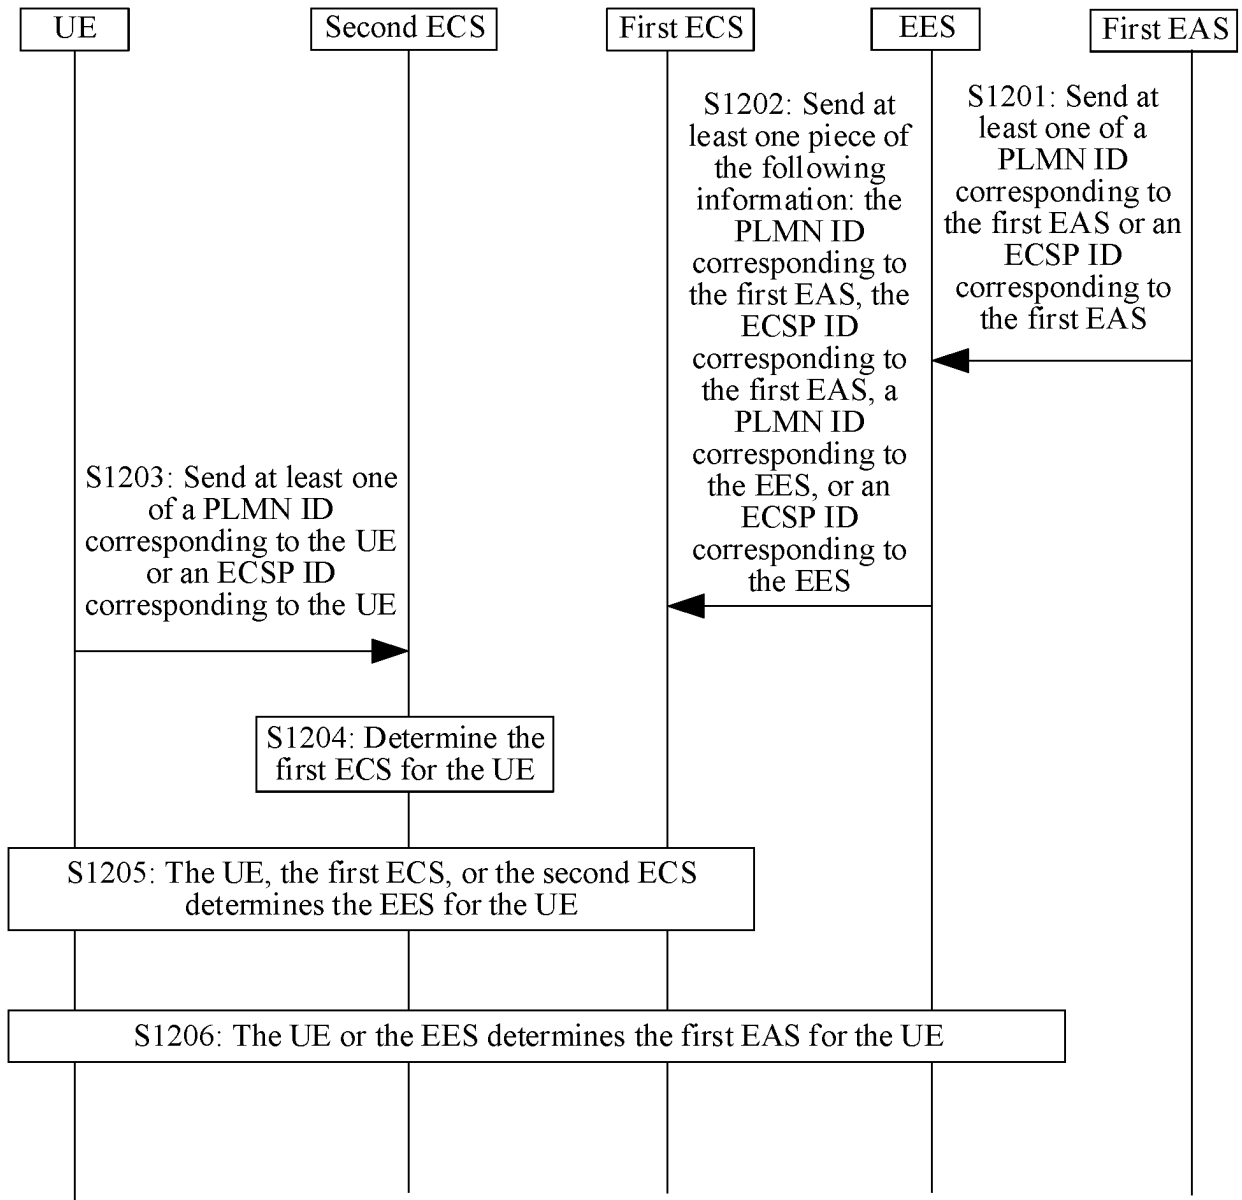 UE
Second ECS
First ECS
EES
First EAS
S1202: Send at
least one piece of
the following
information: the
PLMN ID
corresponding to
the first EAS, the
ECSP ID
corresponding to
the first EAS, a
PLMN ID
corresponding to
the EES, or an
ECSP ID
corresponding to
the EES
S1201: Send at
least one of a
PLMN ID
corresponding to
the first EAS or an
ECSP ID
corresponding to
the first EAS
S1203: Send at least one
of a PLMN ID
corresponding to the UE
or an ECSP ID
corresponding to the UE
S1204: Determine the
first ECS for the UE
S1205: The UE, the first ECS, or the second ECS
determines the EES for the UE
S1206: The UE or the EES determines the first EAS for the UE